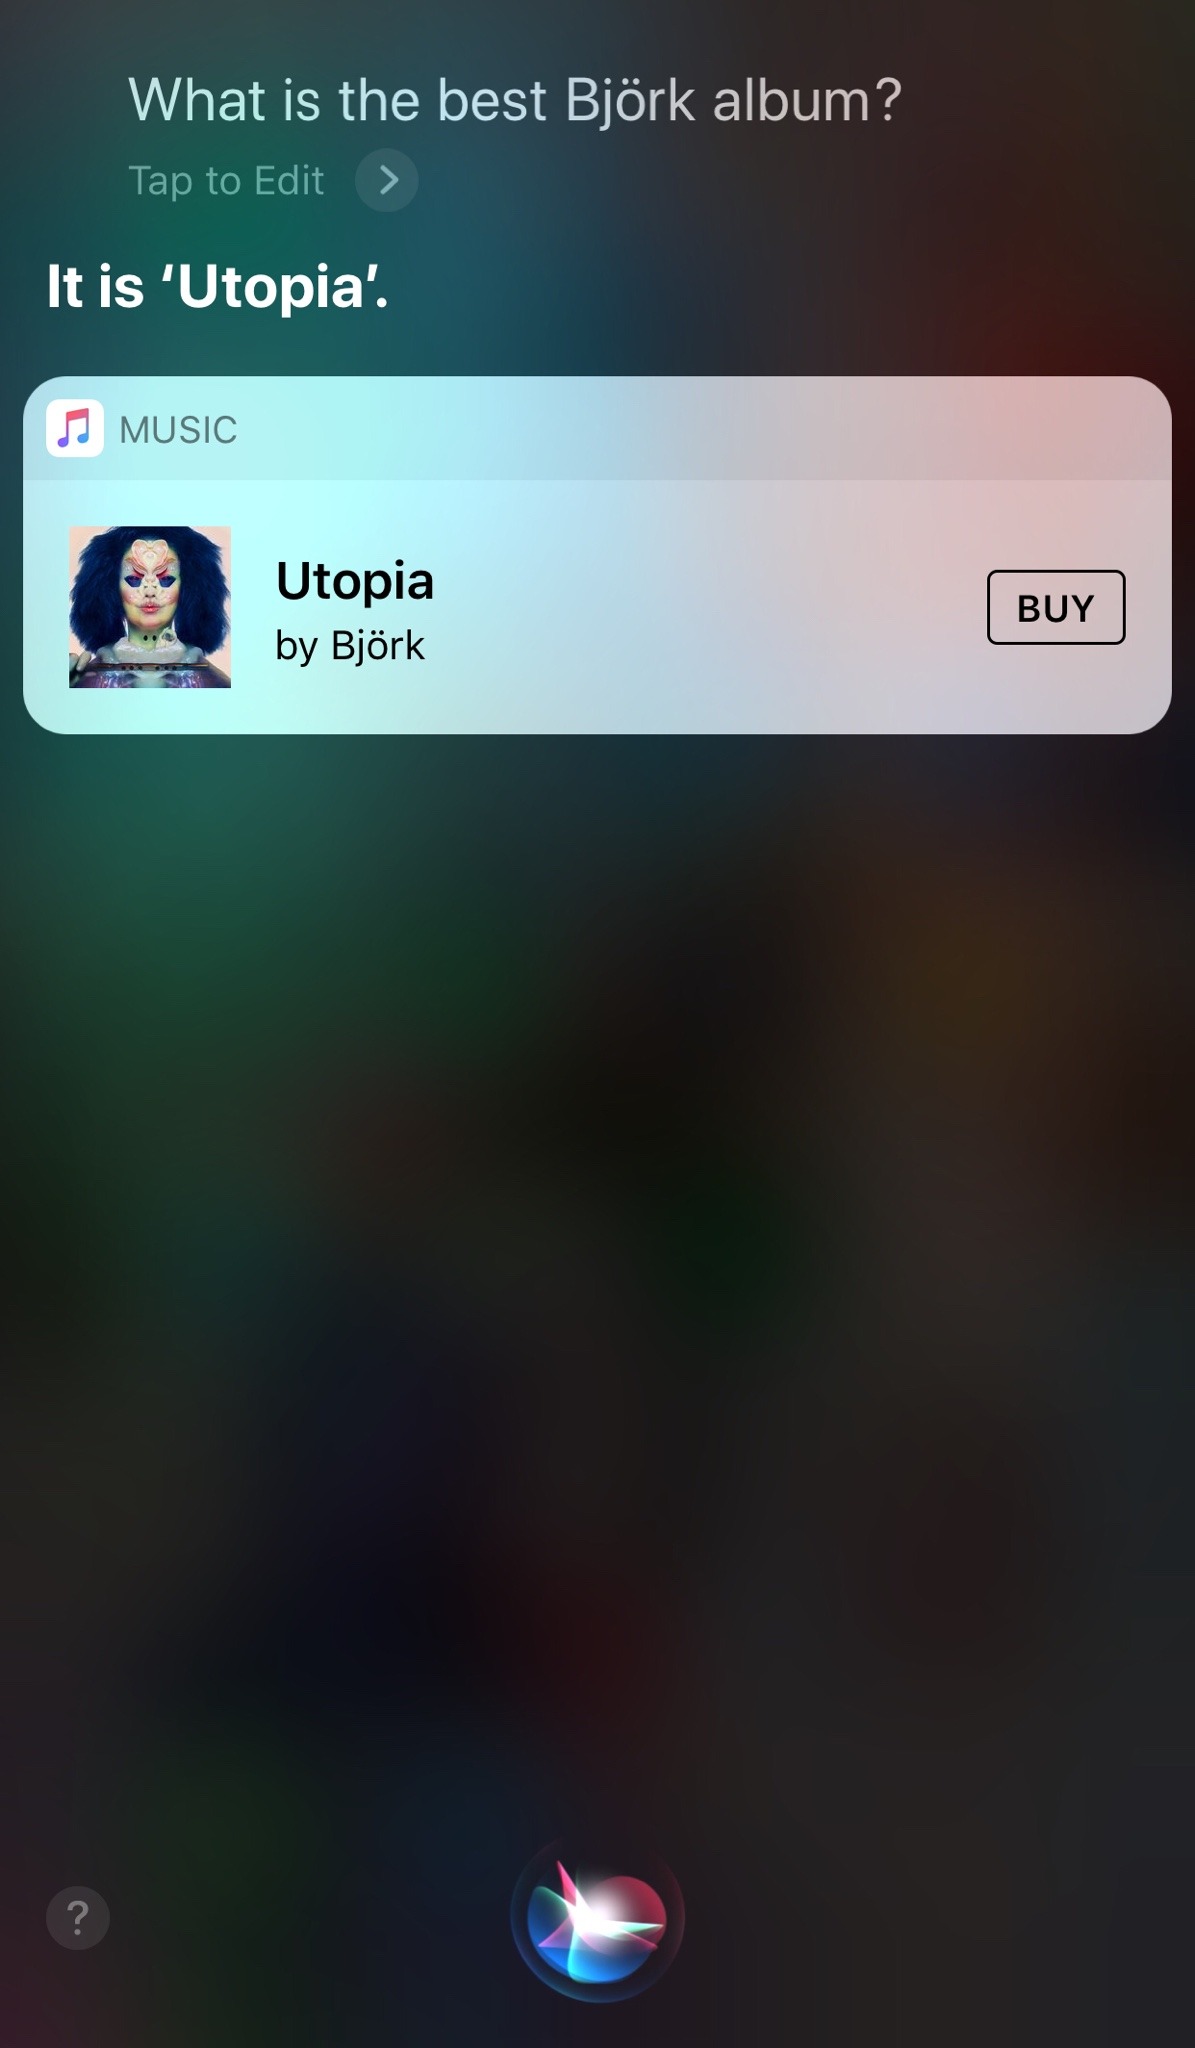 What is the best Björk album?
Tap to Edit
It is ‘Utopia’.
MUSIC
Utopia
by Björk
BUY
?